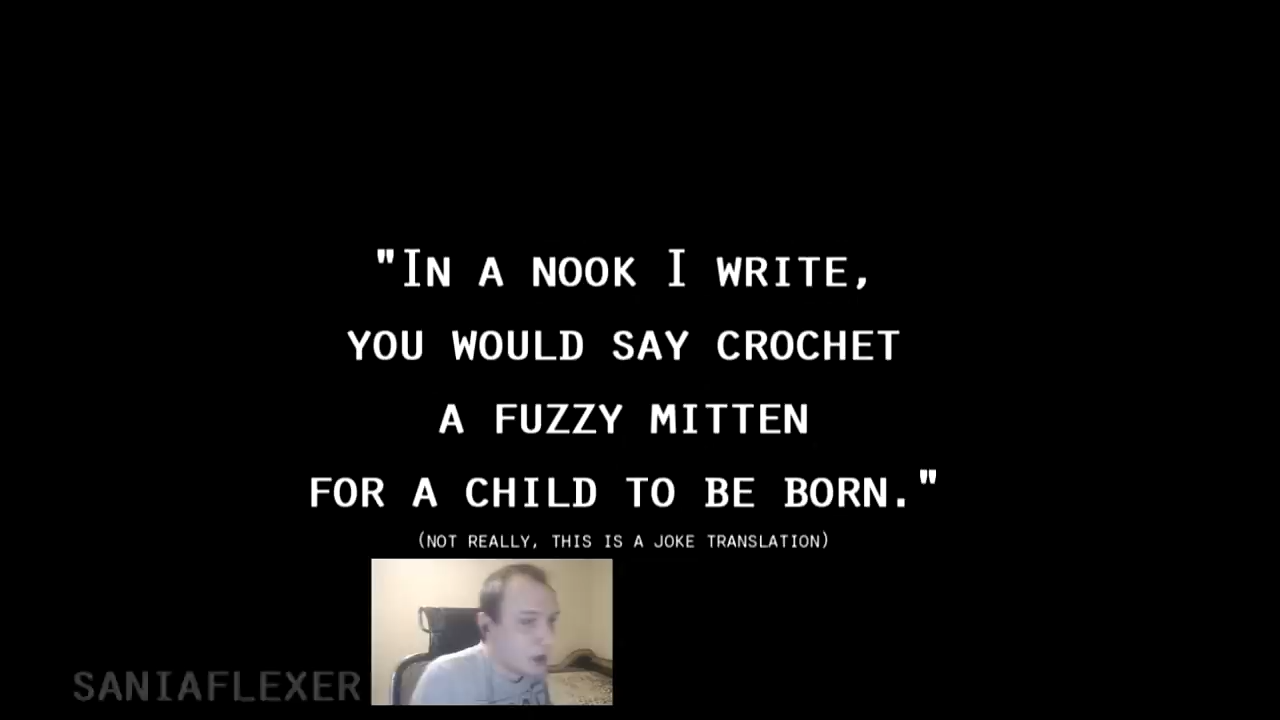 "IN A NOOK I WRITE,
YOU WOULD SAY CROCHET
A FUZZY MITTEN
FOR A CHILD TO BE BORN."
(NOT REALLY, THIS IS A JOKE TRANSLATION)
SANIAFLEXER